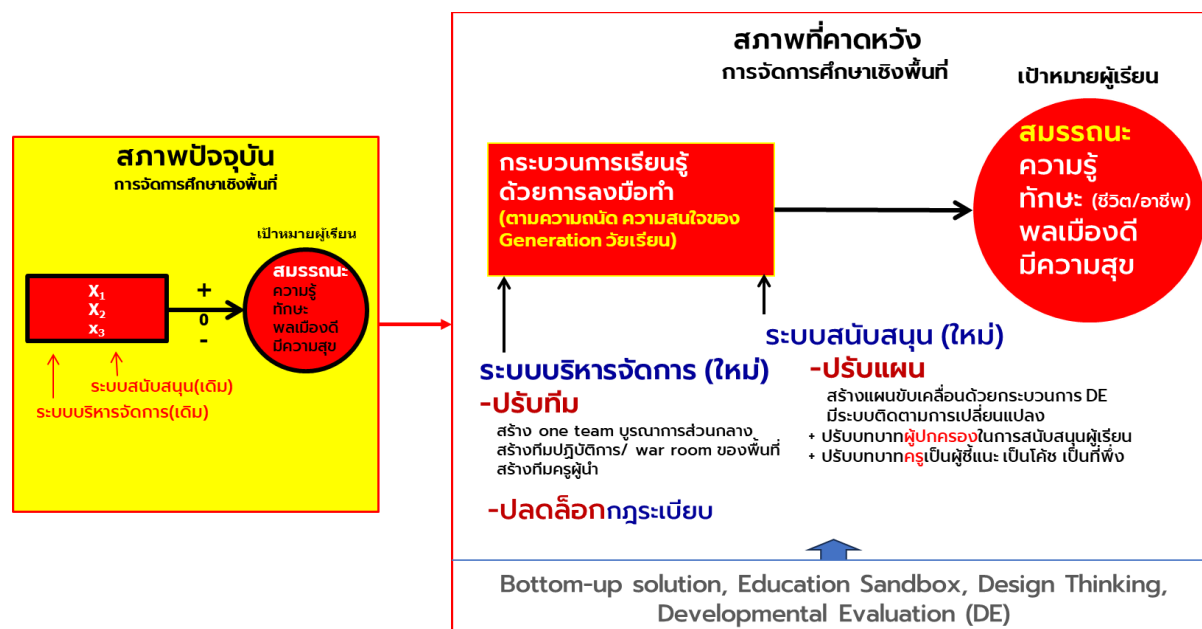 สภาพปัจจุบัน
การจัดการศึกษาเชิงพื้นที่
เป้าหมายผู้เรียน
X1
X2
x3
+
0
-
สมรรถนะ
ความรู้
ทักษะ
พลเมืองดี
มีความสุข
ระบบสนับสนุน(เดิม)
ระบบบริหารจัดการ(เดิม)
สภาพที่คาดหวัง
การจัดการศึกษาเชิงพื้นที่
เป้าหมายผู้เรียน
กระบวนการเรียนรู้
ด้วยการลงมือทำ
(ตามความถนัด ความสนใจของ
Generation วัยเรียน)
สมรรถนะ
ความรู้
ทักษะ (ชีวิต/อาชีพ)
พลเมืองดี
มีความสุข
ระบบบริหารจัดการ (ใหม่)
-ปรับทีม
สร้าง one team บูรณาการส่วนกลาง
สร้างทีมปฏิบัติการ/ war room ของพื้นที่
สร้างทีมครูผู้นำ
-ปลดล็อกกฎระเบียบ
ระบบสนับสนุน (ใหม่)
-ปรับแผน
สร้างแผนขับเคลื่อนด้วยกระบวนการ DE
มีระบบติดตามการเปลี่ยนแปลง
+ ปรับบทบาทผู้ปกครองในการสนับสนุนผู้เรียน
+ ปรับบทบาทครูเป็นผู้ชี้แนะ เป็นโค้ช เป็นที่พึ่ง
Bottom-up solution, Education Sandbox, Design Thinking,
Developmental Evaluation (DE)